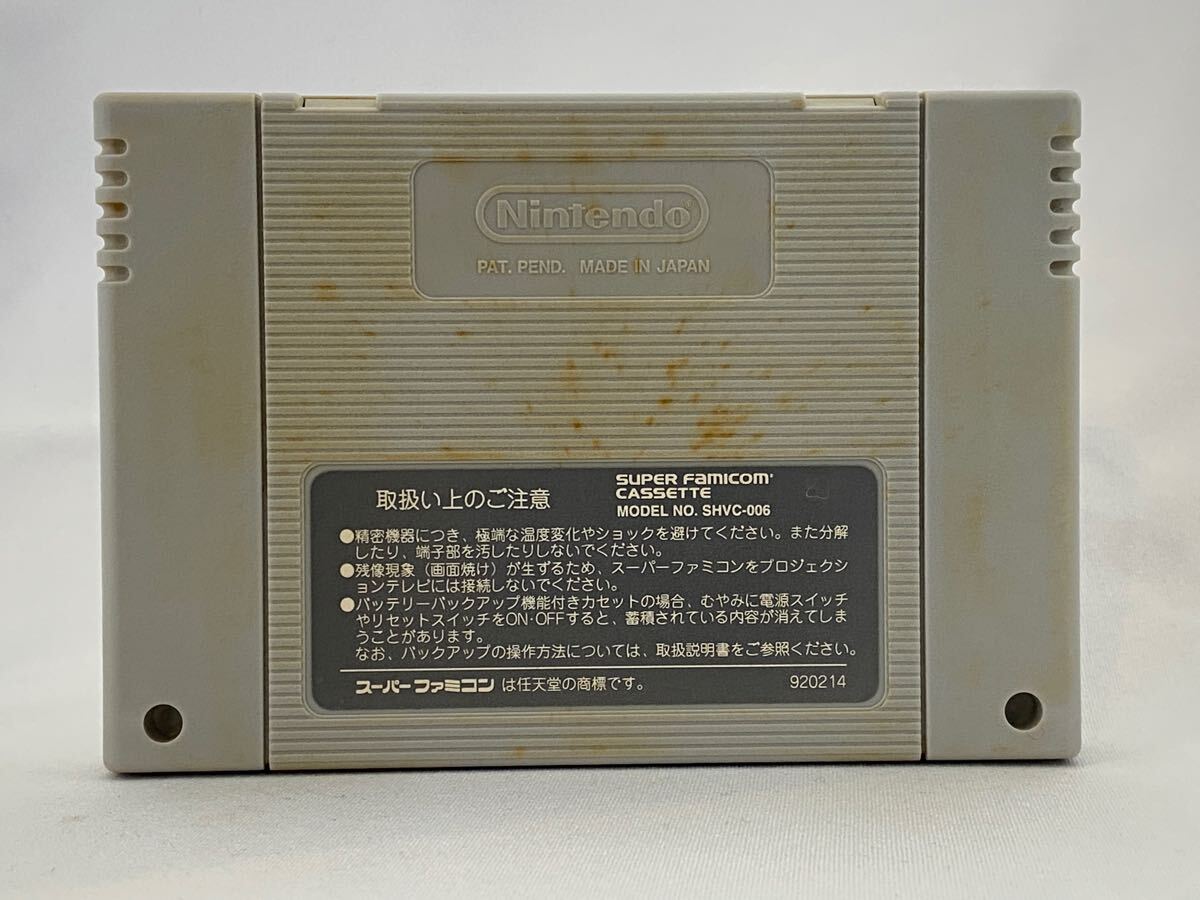 Nintendo®
PAT. PEND. MADE IN JAPAN
取扱い上のご注意
SUPER FAMICOM®
CASSETTE
MODEL NO. SHVC-006
●精密機器につき、極端な温度変化やショックを避けてください。また分解
したり、端子部を汚したりしないでください。
●残像現象（画面焼け）が生ずるため、スーパーファミコンをプロジェクシ
ョンテレビには接続しないでください。
●バッテリーバックアップ機能付きカセットの場合、むやみに電源スイッチ
やリセットスイッチをON·OFFすると、蓄積されている内容が消えてしま
うことがあります。
なお、バックアップの操作方法については、取扱説明書をご参照ください。
スーパーファミコン は任天堂の商標です。
920214